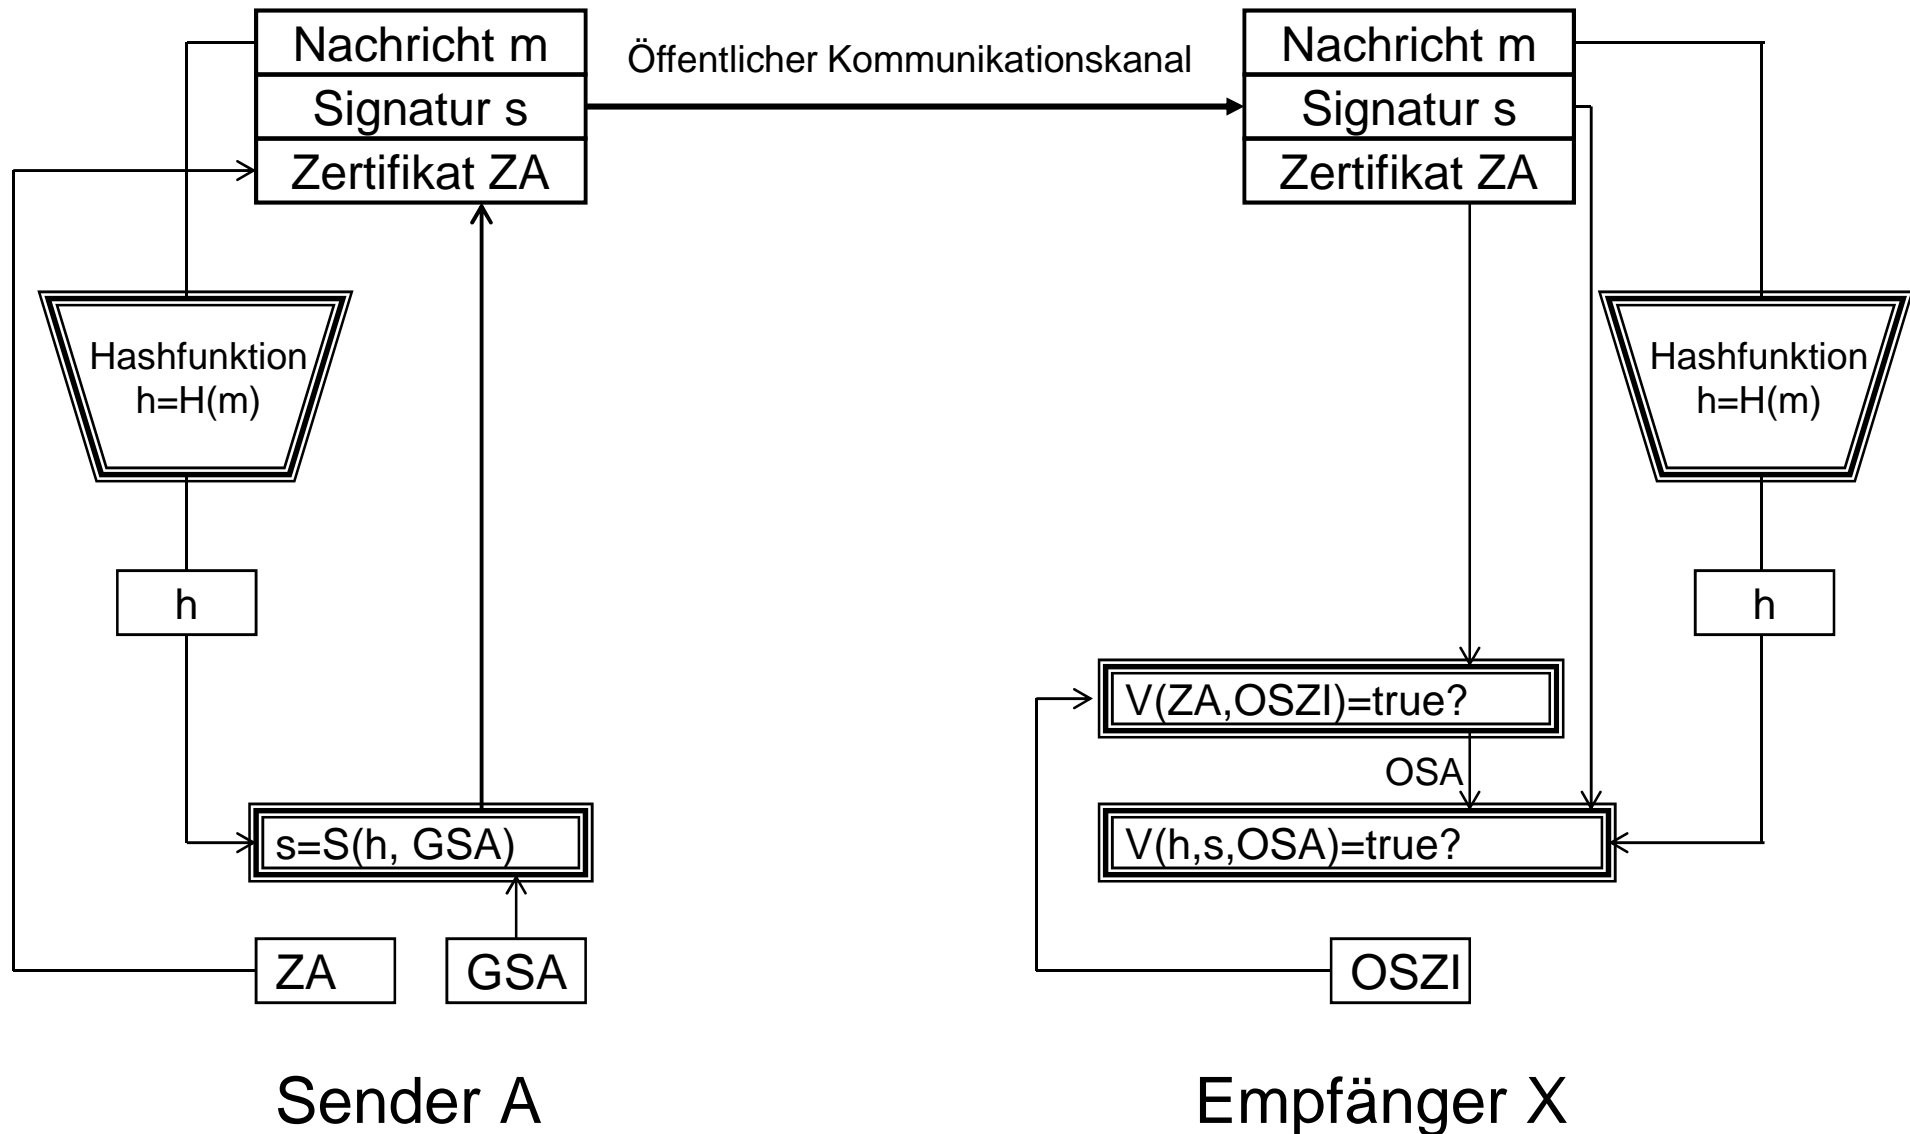 Nachricht m
Signatur s
Zertifikat ZA
Öffentlicher Kommunikationskanal
Nachricht m
Signatur s
Zertifikat ZA
Hashfunktion
h=H(m)
Hashfunktion
h=H(m)
h
h
V(ZA,OSZI)=true?
OSA
s=S(h, GSA)
V(h,s,OSA)=true?
ZA
GSA
OSZI
Sender A
Empfänger X